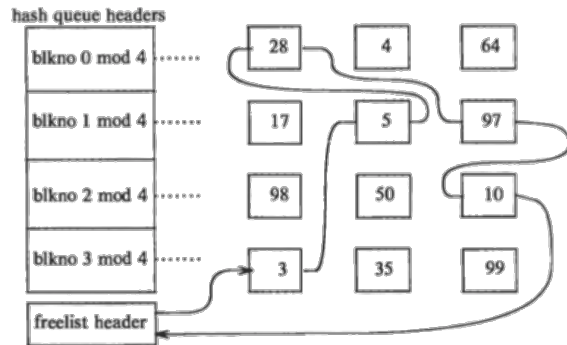 hash queue headers
blkno 0 mod 4 28 4 64
blkno 1 mod 4 17 5 97
blkno 2 mod 4 98 50 10
blkno 3 mod 4 3 35 99
freelist header